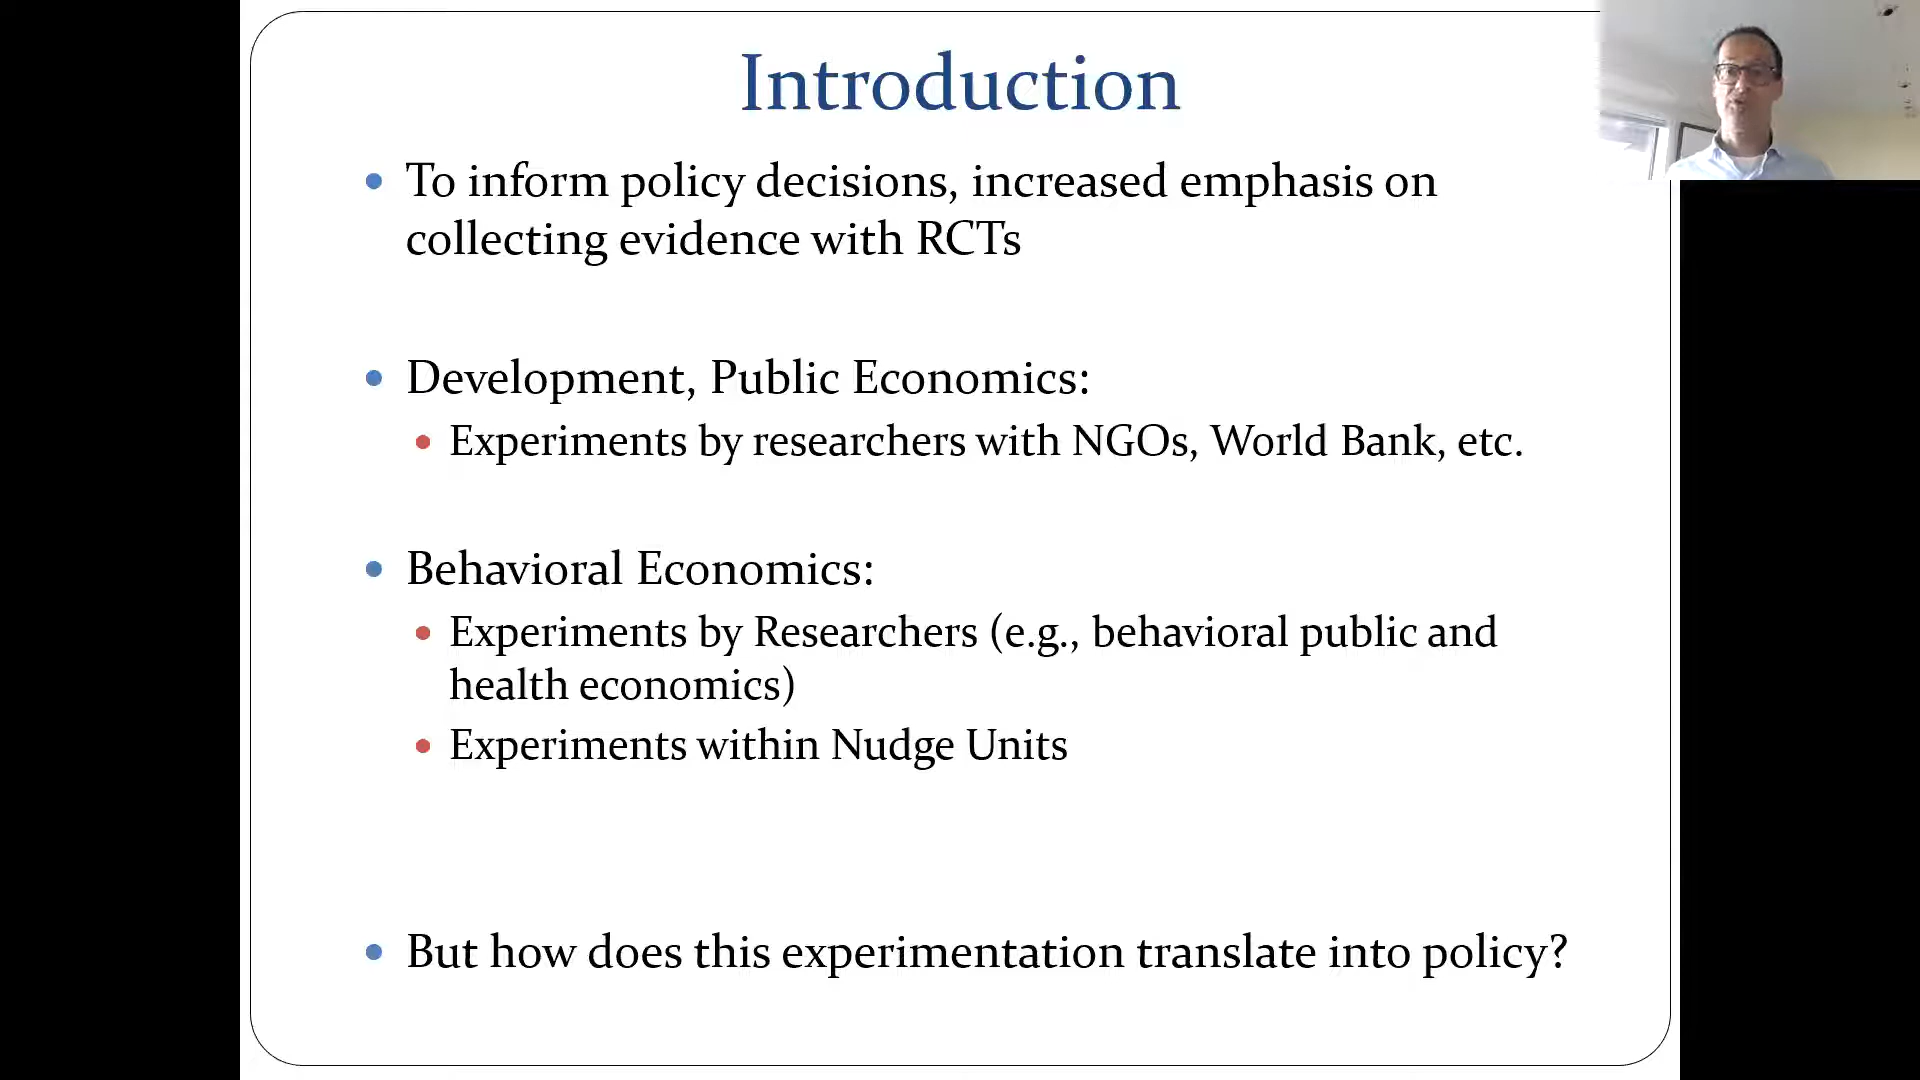 Introduction
To inform policy decisions, increased emphasis on
collecting evidence with RCTs
Development, Public Economics:
Experiments by researchers with NGOs, World Bank, etc.
Behavioral Economics:
Experiments by Researchers (e.g., behavioral public and
health economics)
Experiments within Nudge Units
But how does this experimentation translate into policy?